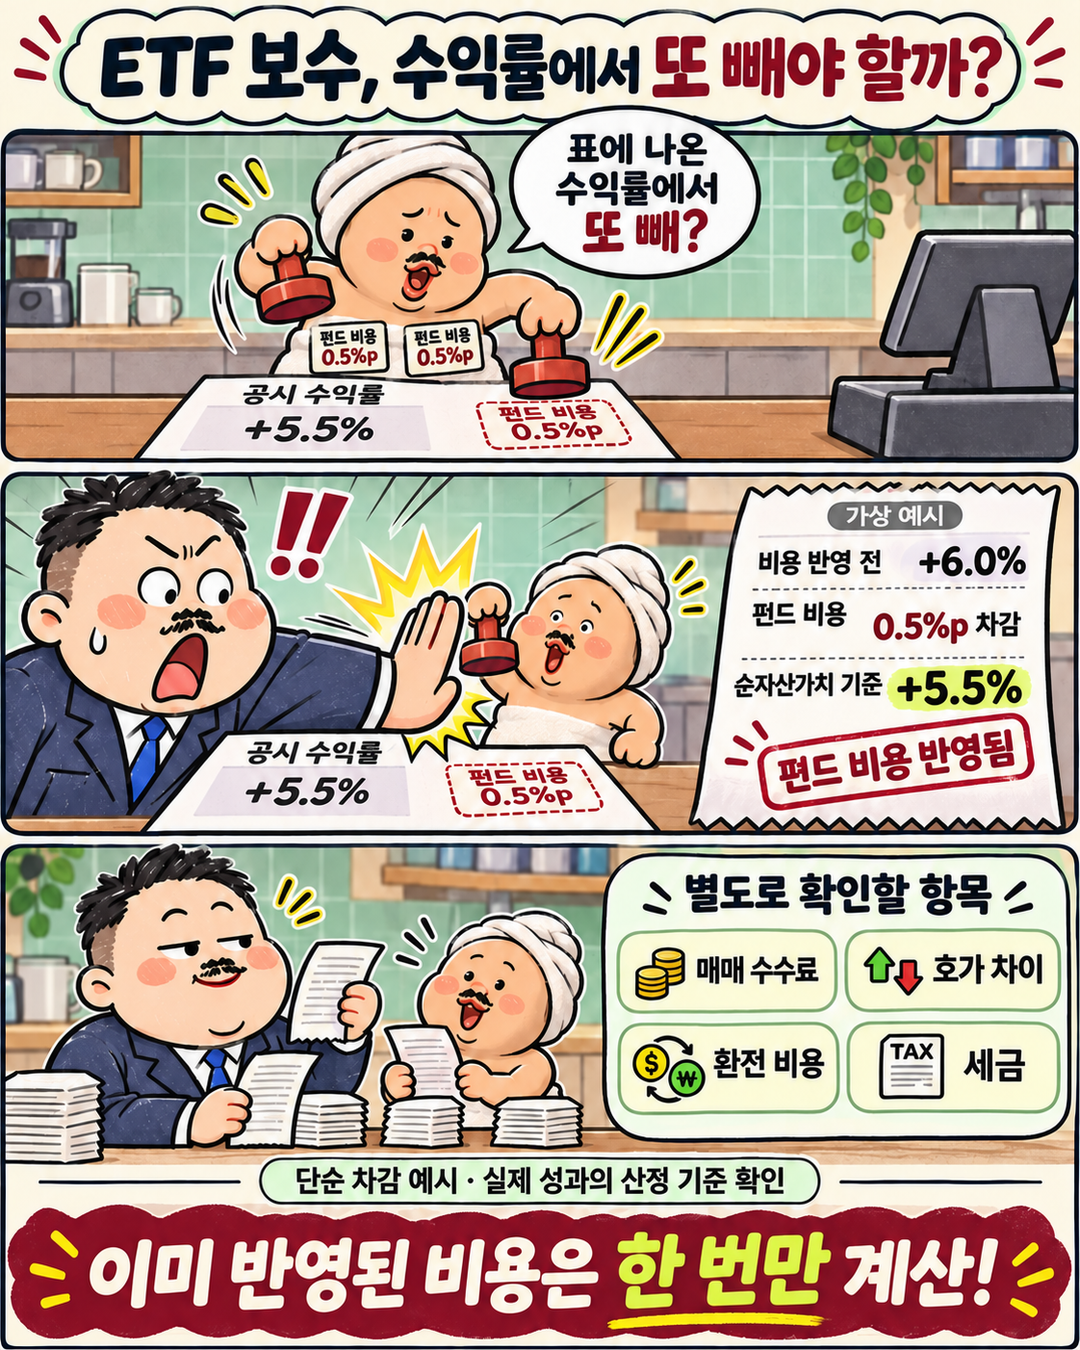 ETF 보수, 수익률에서 또 빼야 할까?
표에 나온
수익률에서
또 빼?
펀드 비용
0.5%p
펀드 비용
0.5%p
공시 수익률
+5.5%
펀드 비용
0.5%p
!!
가상 예시
비용 반영 전 +6.0%
펀드 비용 0.5%p 차감
순자산가치 기준 +5.5%
펀드 비용 반영됨
공시 수익률
+5.5%
펀드 비용
0.5%p
별도로 확인할 항목
매매 수수료
호가 차이
$ ₩ 환전 비용
TAX 세금
단순 차감 예시 · 실제 성과의 산정 기준 확인
이미 반영된 비용은 한 번만 계산!